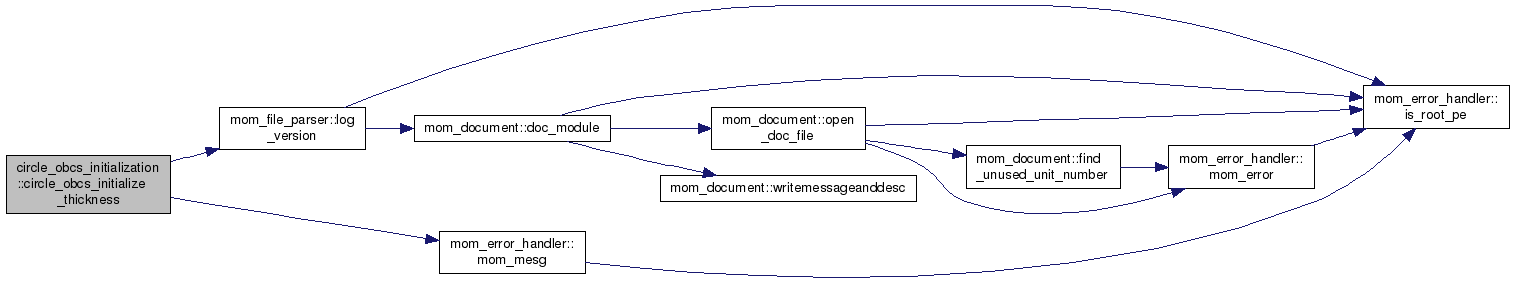 circle_obcs_initialization
::circle_obcs_initialize
_thickness
mom_file_parser::log
_version
mom_document::doc_module
mom_document::open
_doc_file
mom_document::writemessageanddesc
mom_document::find
_unused_unit_number
mom_error_handler::
mom_error
mom_error_handler::
is_root_pe
mom_error_handler::
mom_mesg